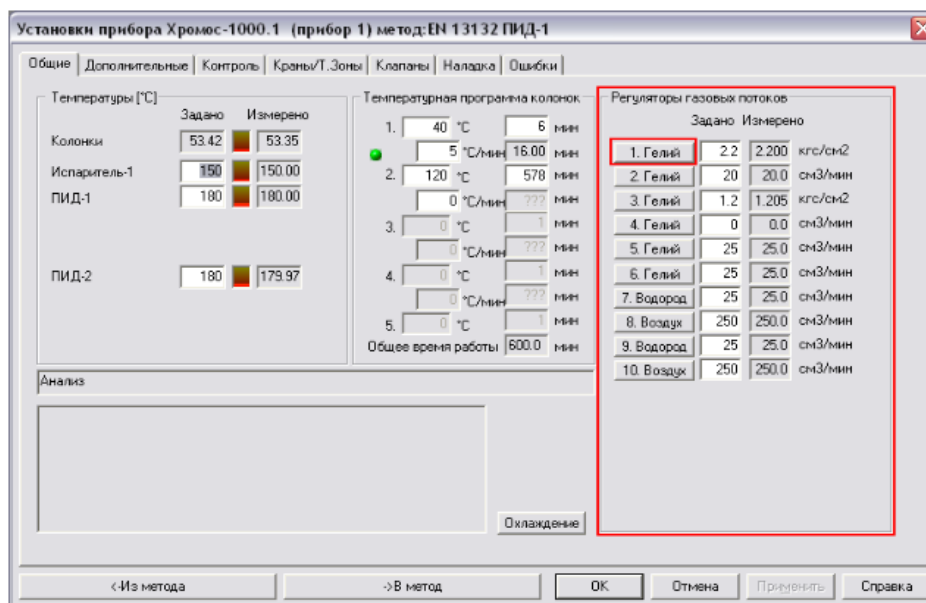 Установки прибора Хромос-1000.1 (прибор 1) метод:EN 13132 ПИД-1
Общие Дополнительные Контроль Краны/Т.Зоны Клапаны Наладка Ошибки
Температуры [°C]
Задано Измерено
Колонки 53.42 53.35
Испаритель-1 150 150.00
ПИД-1 180 180.00
ПИД-2 180 179.97
Температурная программа колонок
1. 40 °C 6 мин
5 °C/мин 16.00 мин
2. 120 °C 578 мин
0 °C/мин ??? мин
3. 0 °C 1 мин
0 °C/мин ??? мин
4. 0 °C 1 мин
0 °C/мин ??? мин
5. 0 °C 1 мин
Общее время работы 600.0 мин
Регуляторы газовых потоков
Задано Измерено
1. Гелий 2.2 2.200 кгс/см2
2. Гелий 20 20.0 см3/мин
3. Гелий 1.2 1.205 кгс/см2
4. Гелий 0 0.0 см3/мин
5. Гелий 25 25.0 см3/мин
6. Гелий 25 25.0 см3/мин
7. Водород 25 25.0 см3/мин
8. Воздух 250 250.0 см3/мин
9. Водород 25 25.0 см3/мин
10. Воздух 250 250.0 см3/мин
Анализ
Охлаждение
<-Из метода ->В метод OK Отмена Применить Справка